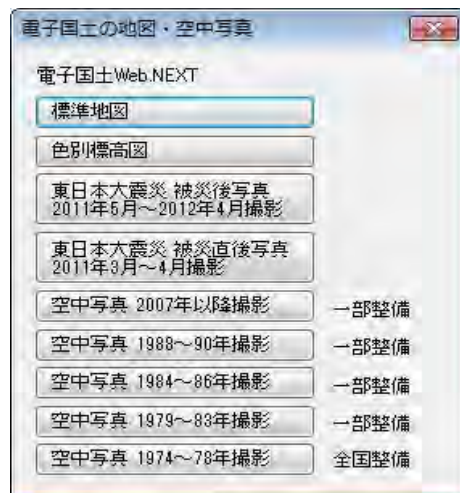 電子国土の地図・空中写真
電子国土Web.NEXT
標準地図
色別標高図
東日本大震災 被災後写真
2011年5月～2012年4月撮影
東日本大震災 被災直後写真
2011年3月～4月撮影
空中写真 2007年以降撮影 一部整備
空中写真 1988～90年撮影 一部整備
空中写真 1984～86年撮影 一部整備
空中写真 1979～83年撮影 一部整備
空中写真 1974～78年撮影 全国整備